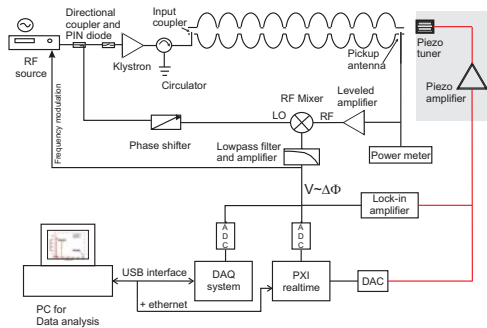 Directional
coupler and
PIN diode
Input
coupler
RF
source
Klystron
Circulator
Pickup
antenna
Piezo
tuner
Piezo
amplifier
Frequency modulation
Phase shifter
LO
RF Mixer
RF
Leveled
amplifier
Power meter
Lowpass filter
and amplifier
V~ΔΦ
Lock-in
amplifier
A
D
C
A
D
C
USB interface
+ ethernet
DAQ
system
PXI
realtime
DAC
PC for
Data analysis